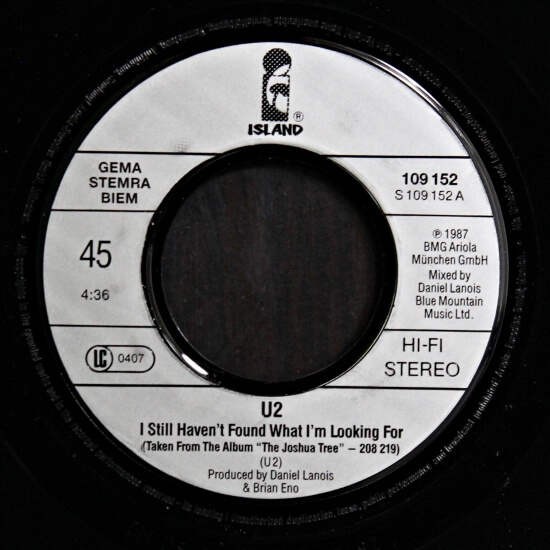 ISLAND
®
GEMA
STEMRA
BIEM
109 152
S 109 152 A
45
4:36
℗ 1987
BMG Ariola
München GmbH
Mixed by
Daniel Lanois
Blue Mountain
Music Ltd.
LC 0407
HI-FI
STEREO
U2
I Still Haven't Found What I'm Looking For
(Taken From The Album "The Joshua Tree" – 208 219)
(U2)
Produced by Daniel Lanois
& Brian Eno